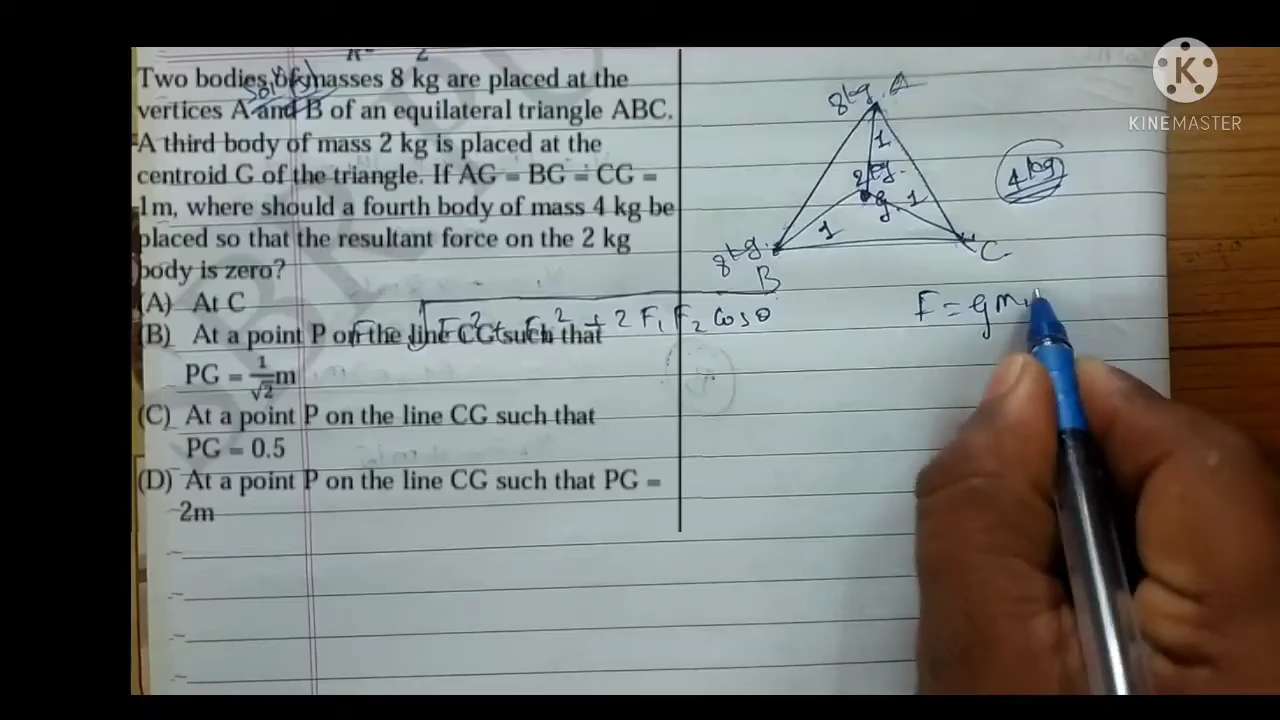 Two bodies of masses 8 kg are placed at the
vertices A and B of an equilateral triangle ABC.
A third body of mass 2 kg is placed at the
centroid G of the triangle. If AG = BG = CG =
1m, where should a fourth body of mass 4 kg be
placed so that the resultant force on the 2 kg
body is zero?
(A) At C
(B) At a point P on the line CG such that
PG = 1/√2 m
(C) At a point P on the line CG such that
PG = 0.5
(D) At a point P on the line CG such that PG =
2m
+ 2 F₁ F₂ Cos θ
8kg. A
1
2kg.
g. 1
1
8kg.
B
C
4kg
F = gm₁
K
KINEMASTER